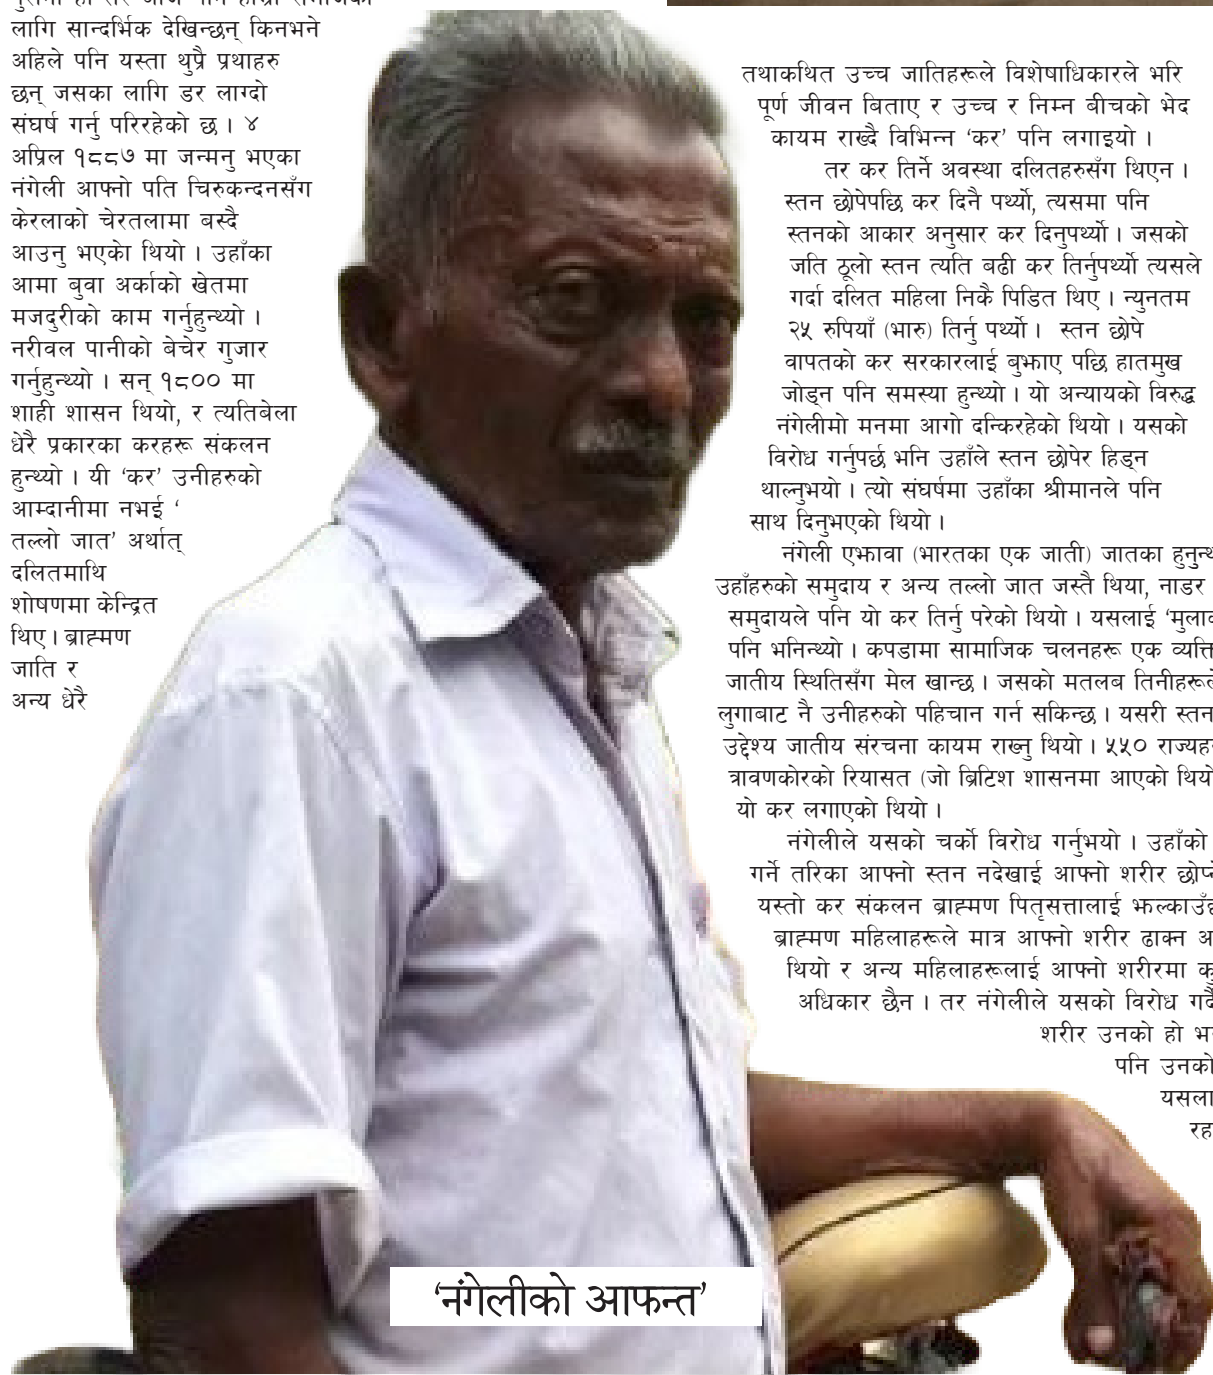 लागि सान्दर्भिक देखिन्छन् किनभने
अहिले पनि यस्ता थुप्रै प्रथाहरु
छन् जसका लागि डर लाग्दो
संघर्ष गर्नु परिरहेको छ । ४
अप्रिल १८८७ मा जन्मनु भएका
नंगेली आफ्नो पति चिरुकन्दनसँग
केरलाको चेरतलामा बस्दै
आउनु भएकेा थियो । उहाँका
आमा बुवा अर्काको खेतमा
मजदुरीको काम गर्नुहुन्थ्यो ।
नरीवल पानीको बेचेर गुजार
गर्नुहुन्थ्यो । सन् १८०० मा
शाही शासन थियो, र त्यतिबेला
धेरै प्रकारका करहरू संकलन
हुन्थ्यो । यी ‘कर’ उनीहरुको
आम्दानीमा नभई ‘
तल्लो जात’ अर्थात्
दलितमाथि
शोषणमा केन्द्रित
थिए । ब्राह्मण
जाति र
अन्य धेरै
तथाकथित उच्च जातिहरूले विशेषाधिकारले भरि
पूर्ण जीवन बिताए र उच्च र निम्न बीचको भेद
कायम राख्दै विभिन्न ‘कर’ पनि लगाइयो ।
तर कर तिर्ने अवस्था दलितहरुसँग थिएन ।
स्तन छोपेपछि कर दिनै पर्थ्यो, त्यसमा पनि
स्तनको आकार अनुसार कर दिनुपर्थ्यो । जसको
जति ठूलो स्तन त्यति बढी कर तिर्नुपर्थ्यो त्यसले
गर्दा दलित महिला निकै पिडित थिए । न्युनतम
२५ रुपियाँ (भारु) तिर्नु पर्थ्यो । स्तन छोपे
वापतको कर सरकारलाई बुझाए पछि हातमुख
जोड्न पनि समस्या हुन्थ्यो । यो अन्यायको विरुद्ध
नंगेलीमो मनमा आगो दन्किरहेको थियो । यसको
विरोध गर्नुपर्छ भनि उहाँले स्तन छोपेर हिड्न
थाल्नुभयो । त्यो संघर्षमा उहाँका श्रीमानले पनि
साथ दिनुभएको थियो ।
नंगेली एझावा (भारतका एक जाती) जातका
उहाँहरुको समुदाय र अन्य तल्लो जात जस्तै थिया, नाडर
समुदायले पनि यो कर तिर्नु परेको थियो । यसलाई
पनि भनिन्थ्यो । कपडामा सामाजिक चलनहरू एक
जातीय स्थितिसँग मेल खान्छ । जसको मतलब
लुगाबाट नै उनीहरुको पहिचान गर्न सकिन्छ । यसरी स्तन
उद्देश्य जातीय संरचना कायम राख्नु थियो । ५५०
त्रावणकोरको रियासत (जो ब्रिटिश शासनमा आएको
यो कर लगाएको थियो ।
नंगेलीले यसको चर्को विरोध गर्नुभयो । उहाँको
गर्ने तरिका आफ्नो स्तन नदेखाई आफ्नो शरीर
यस्तो कर संकलन ब्राह्मण पितृसत्तालाई
ब्राह्मण महिलाहरूले मात्र आफ्नो शरीर ढाक्न
थियो र अन्य महिलाहरूलाई आफ्नो शरीरमा
अधिकार छैन । तर नंगेलीले यसको विरोध
शरीर उनको हो
पनि उनको
‘नंगेलीको आफन्त’